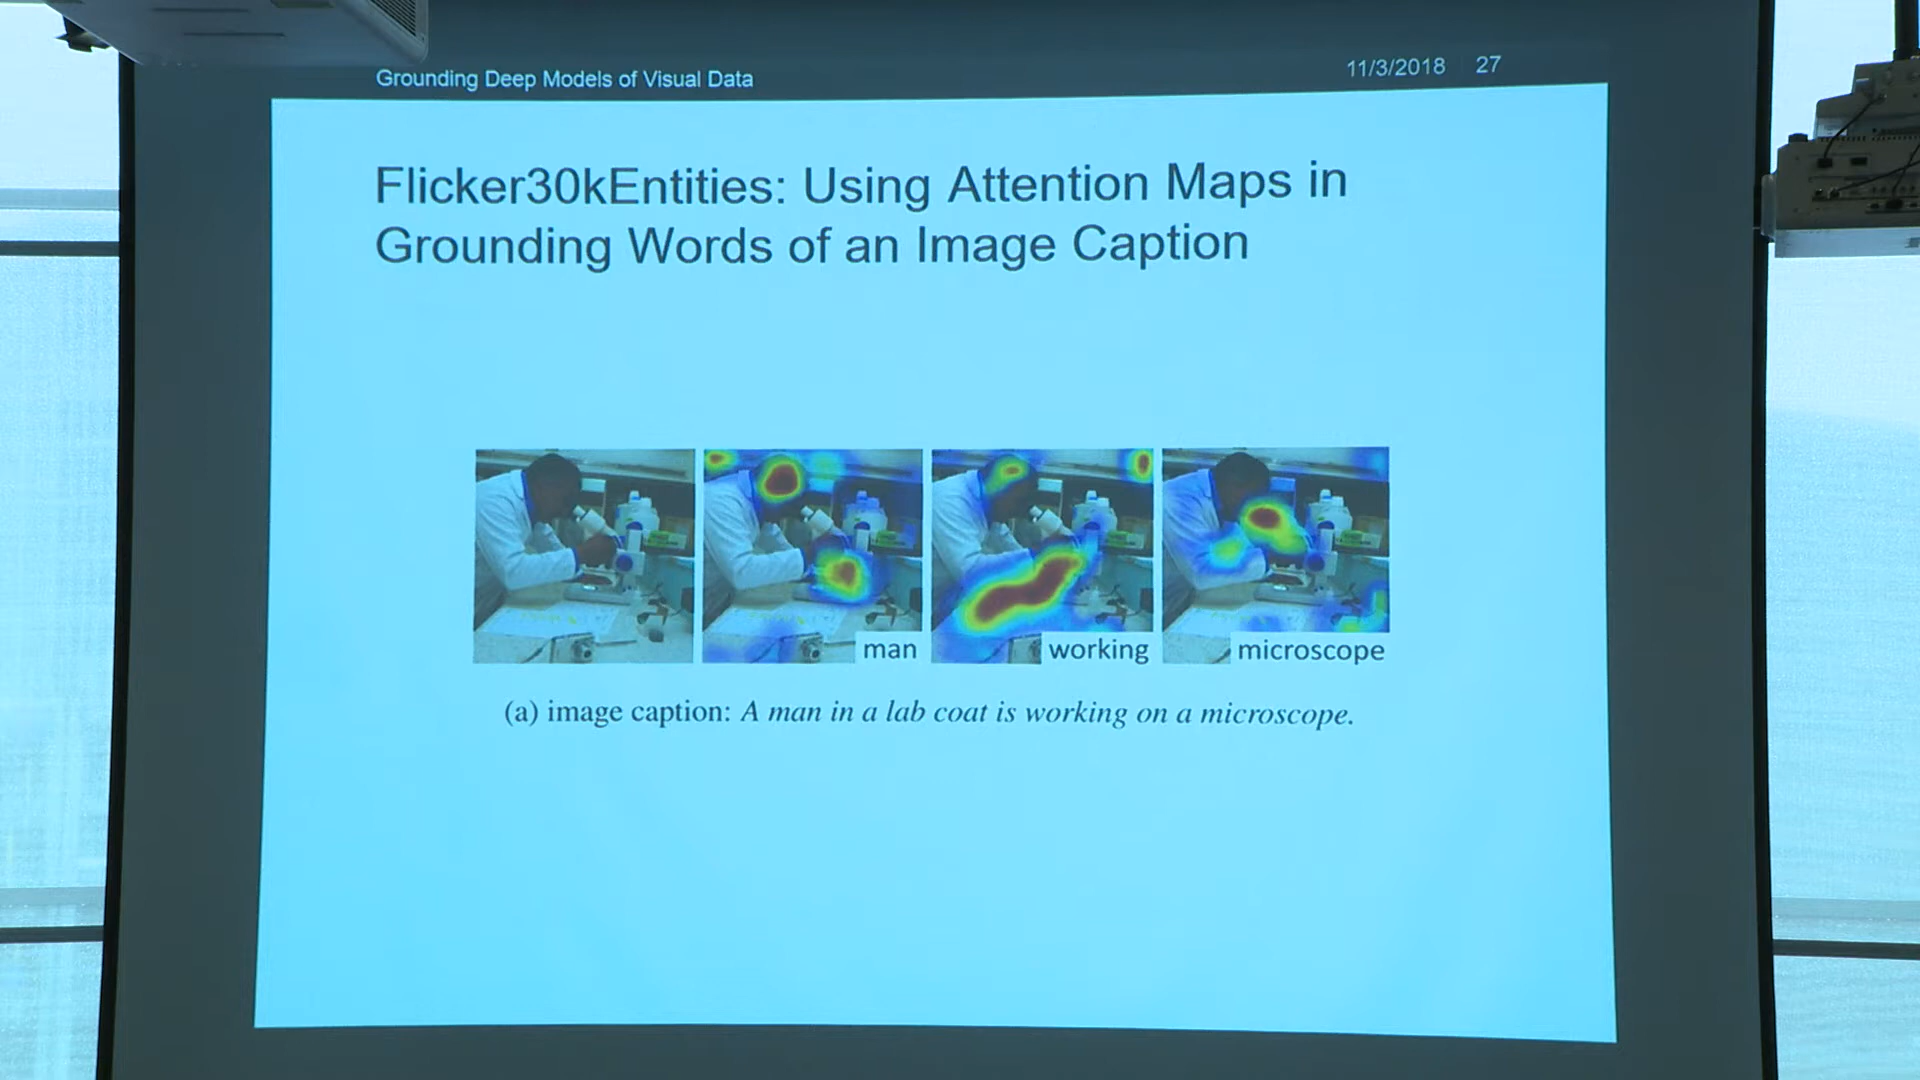 Grounding Deep Models of Visual Data
11/3/2018 27
Flicker30kEntities: Using Attention Maps in
Grounding Words of an Image Caption
man
working
microscope
(a) image caption: A man in a lab coat is working on a microscope.